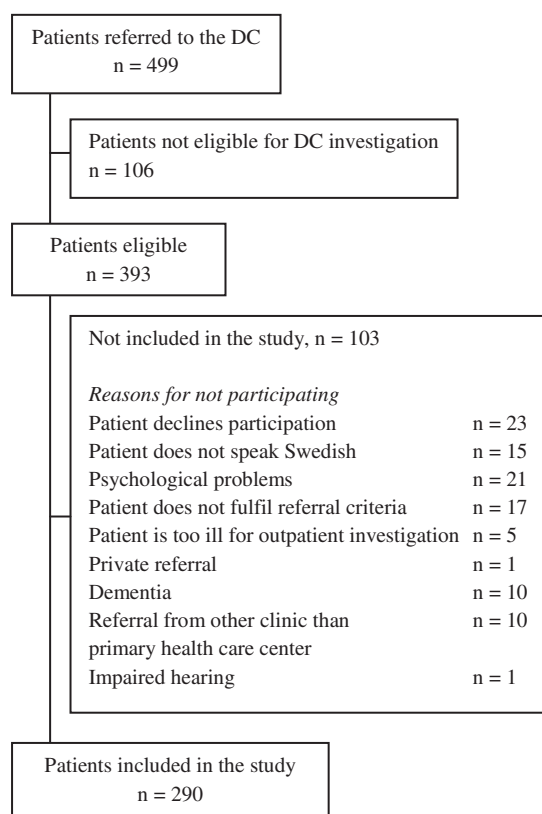 Patients referred to the DC
n = 499
Patients not eligible for DC investigation
n = 106
Patients eligible
n = 393
Not included in the study, n = 103
Reasons for not participating
Patient declines participation n = 23
Patient does not speak Swedish n = 15
Psychological problems n = 21
Patient does not fulfil referral criteria n = 17
Patient is too ill for outpatient investigation n = 5
Private referral n = 1
Dementia n = 10
Referral from other clinic than n = 10
primary health care center
Impaired hearing n = 1
Patients included in the study
n = 290